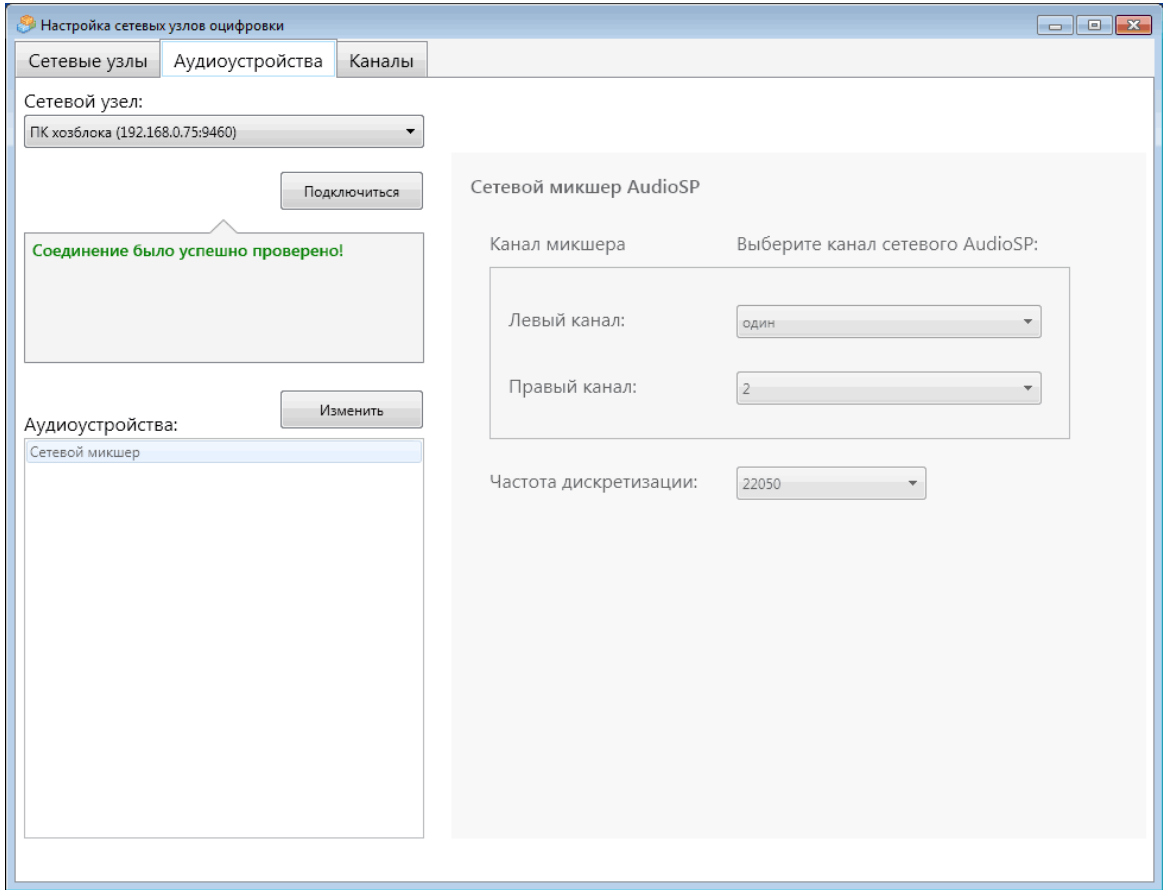 Настройка сетевых узлов оцифровки
Сетевые узлы Аудиоустройства Каналы
Сетевой узел:
ПК хозблока (192.168.0.75:9460)
Подключиться
Соединение было успешно проверено!
Изменить
Аудиоустройства:
Сетевой микшер
Сетевой микшер AudioSP
Канал микшера Выберите канал сетевого AudioSP:
Левый канал: один
Правый канал: 2
Частота дискретизации: 22050